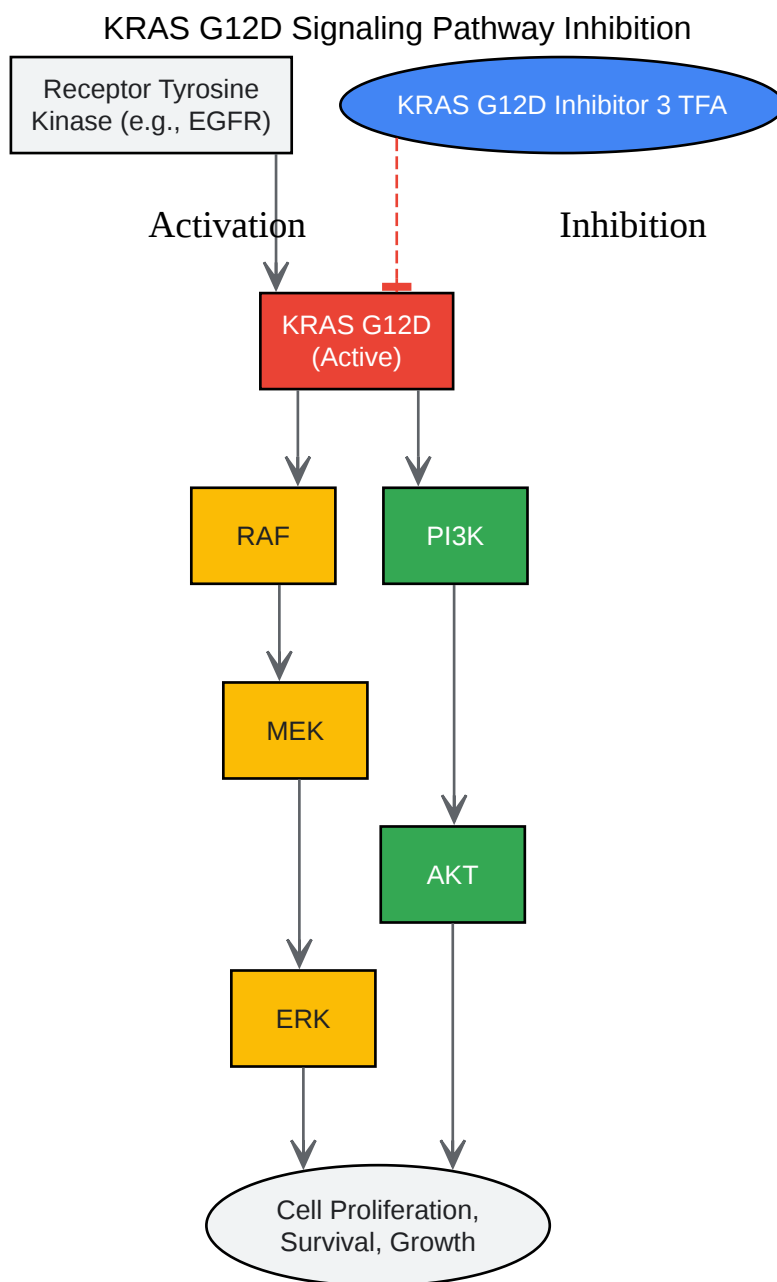 KRAS G12D Signaling Pathway Inhibition
Receptor Tyrosine
Kinase (e.g., EGFR)
KRAS G12D Inhibitor 3 TFA
Activation
Inhibition
KRAS G12D
(Active)
RAF
PI3K
MEK
AKT
ERK
Cell Proliferation,
Survival, Growth